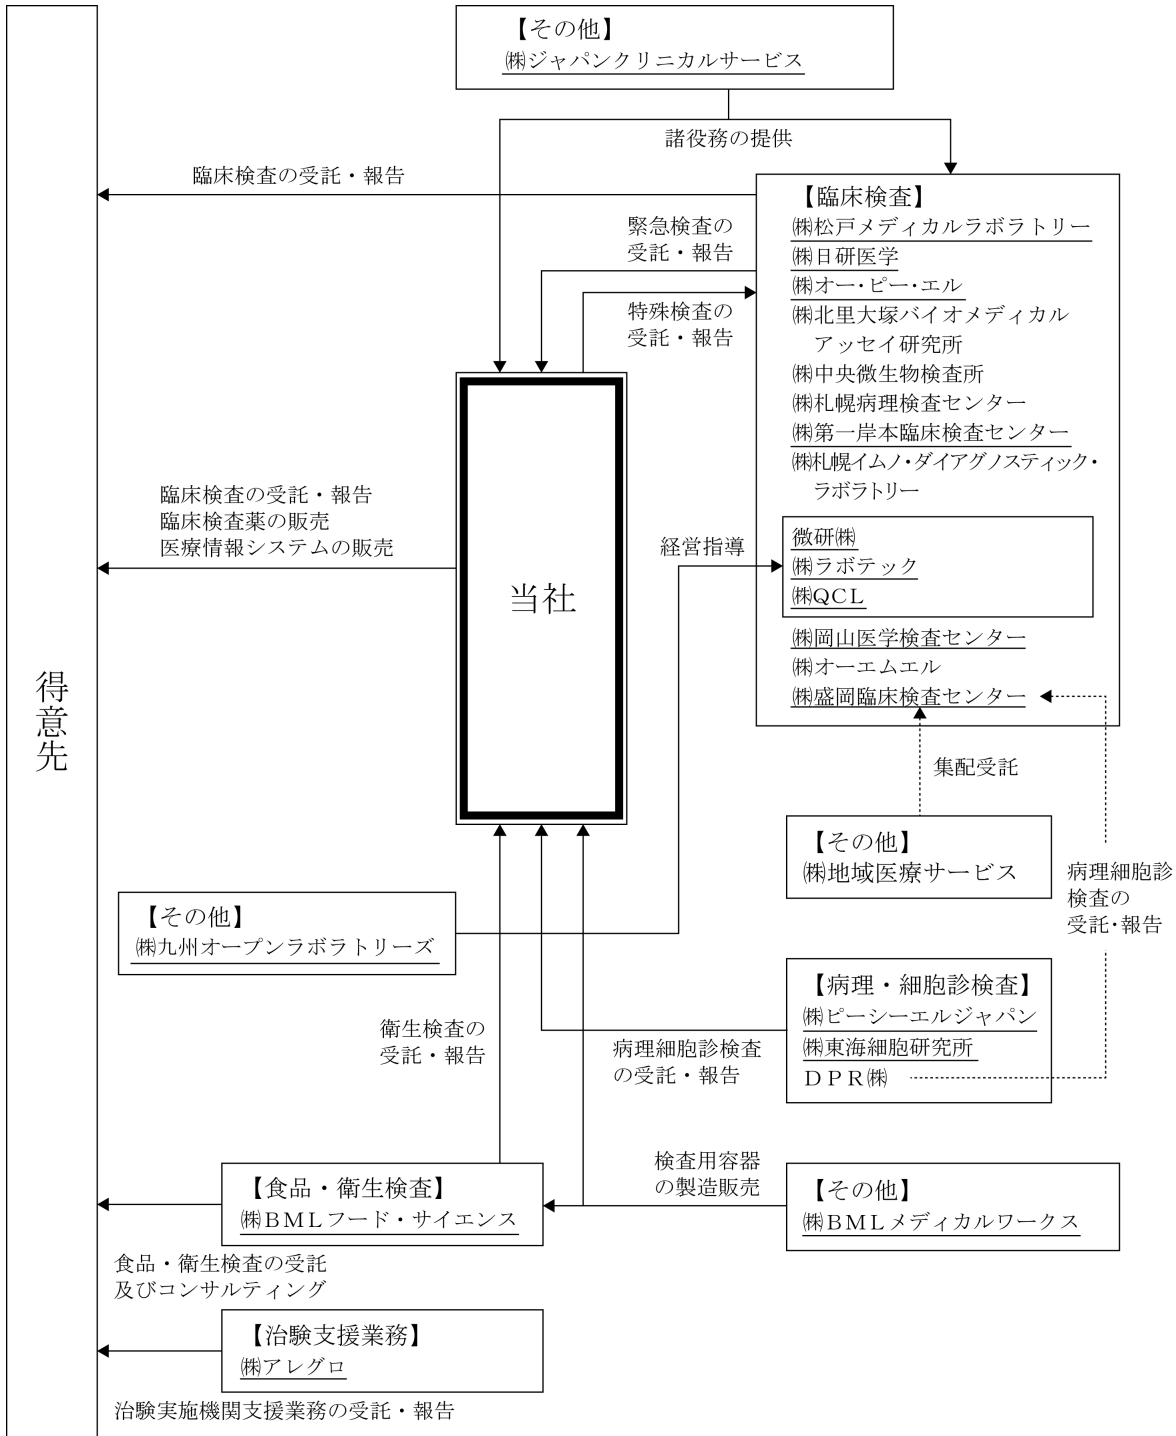 【その他】
㈱ジャパンクリニカルサービス
諸役務の提供
臨床検査の受託・報告
【臨床検査】
㈱松戸メディカルラボラトリー
㈱日研医学
㈱オー・ピー・エル
㈱北里大塚バイオメディカル
アッセイ研究所
㈱中央微生物検査所
㈱札幌病理検査センター
㈱第一岸本臨床検査センター
㈱札幌イムノ・ダイアグノスティック・
ラボラトリー
微研㈱
㈱ラボテック
㈱QCL
㈱岡山医学検査センター
㈱オーエムエル
㈱盛岡臨床検査センター
緊急検査の
受託・報告
特殊検査の
受託・報告
臨床検査の受託・報告
臨床検査薬の販売
医療情報システムの販売
経営指導
当社
得意先
集配受託
【その他】
㈱地域医療サービス
病理細胞診
検査の
受託・報告
【その他】
㈱九州オープンラボラトリーズ
【病理・細胞診検査】
㈱ピーシーエルジャパン
㈱東海細胞研究所
DPR㈱
衛生検査の
受託・報告
病理細胞診検査
の受託・報告
検査用容器
の製造販売
【食品・衛生検査】
㈱BMLフード・サイエンス
【その他】
㈱BMLメディカルワークス
食品・衛生検査の受託
及びコンサルティング
【治験支援業務】
㈱アレグロ
治験実施機関支援業務の受託・報告